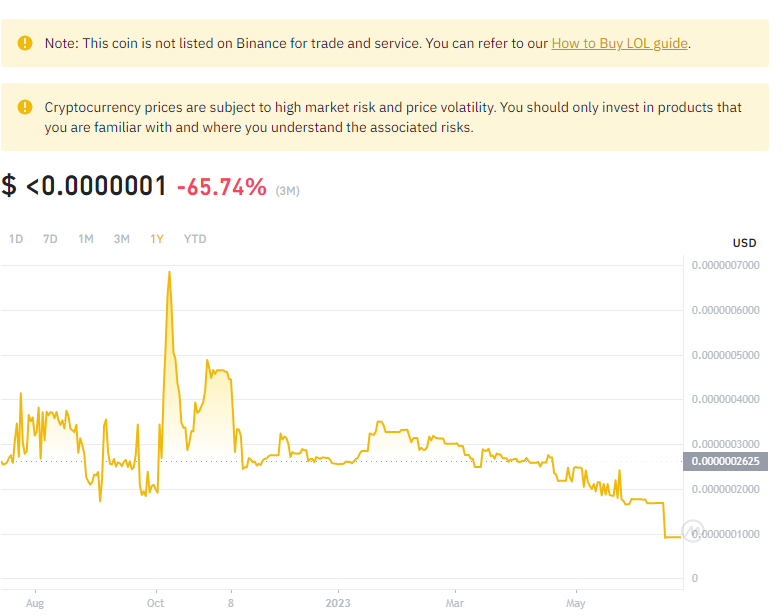 Note: This coin is not listed on Binance for trade and service. You can refer to our How to Buy LOL guide.
Cryptocurrency prices are subject to high market risk and price volatility. You should only invest in products that
you are familiar with and where you understand the associated risks.
$ <0.0000001 -65.74% (3M)
1D 7D 1M 3M 1Y YTD
USD
0.0000007000
0.0000006000
0.0000005000
0.0000004000
0.0000003000
0.0000002625
0.0000002000
0.0000001000
0
Aug Oct 8 2023 Mar May